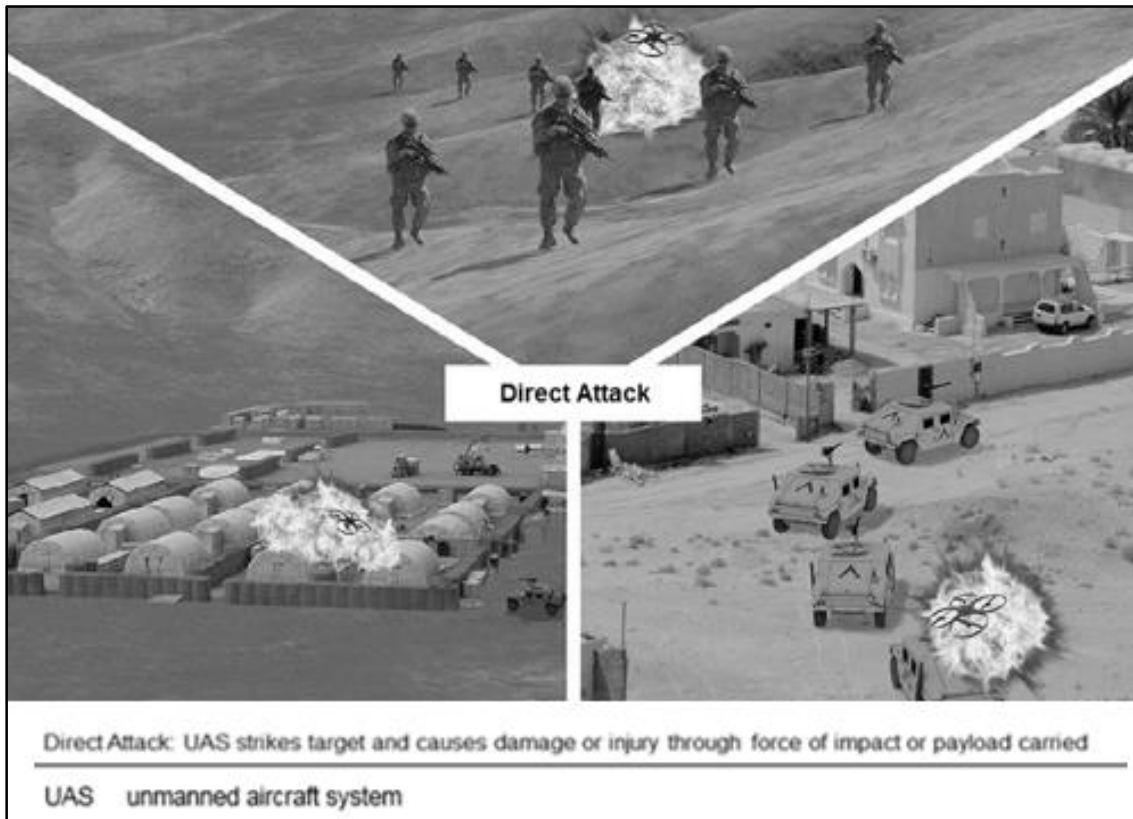 Direct Attack
Direct Attack: UAS strikes target and causes damage or injury through force of impact or payload carried
UAS unmanned aircraft system